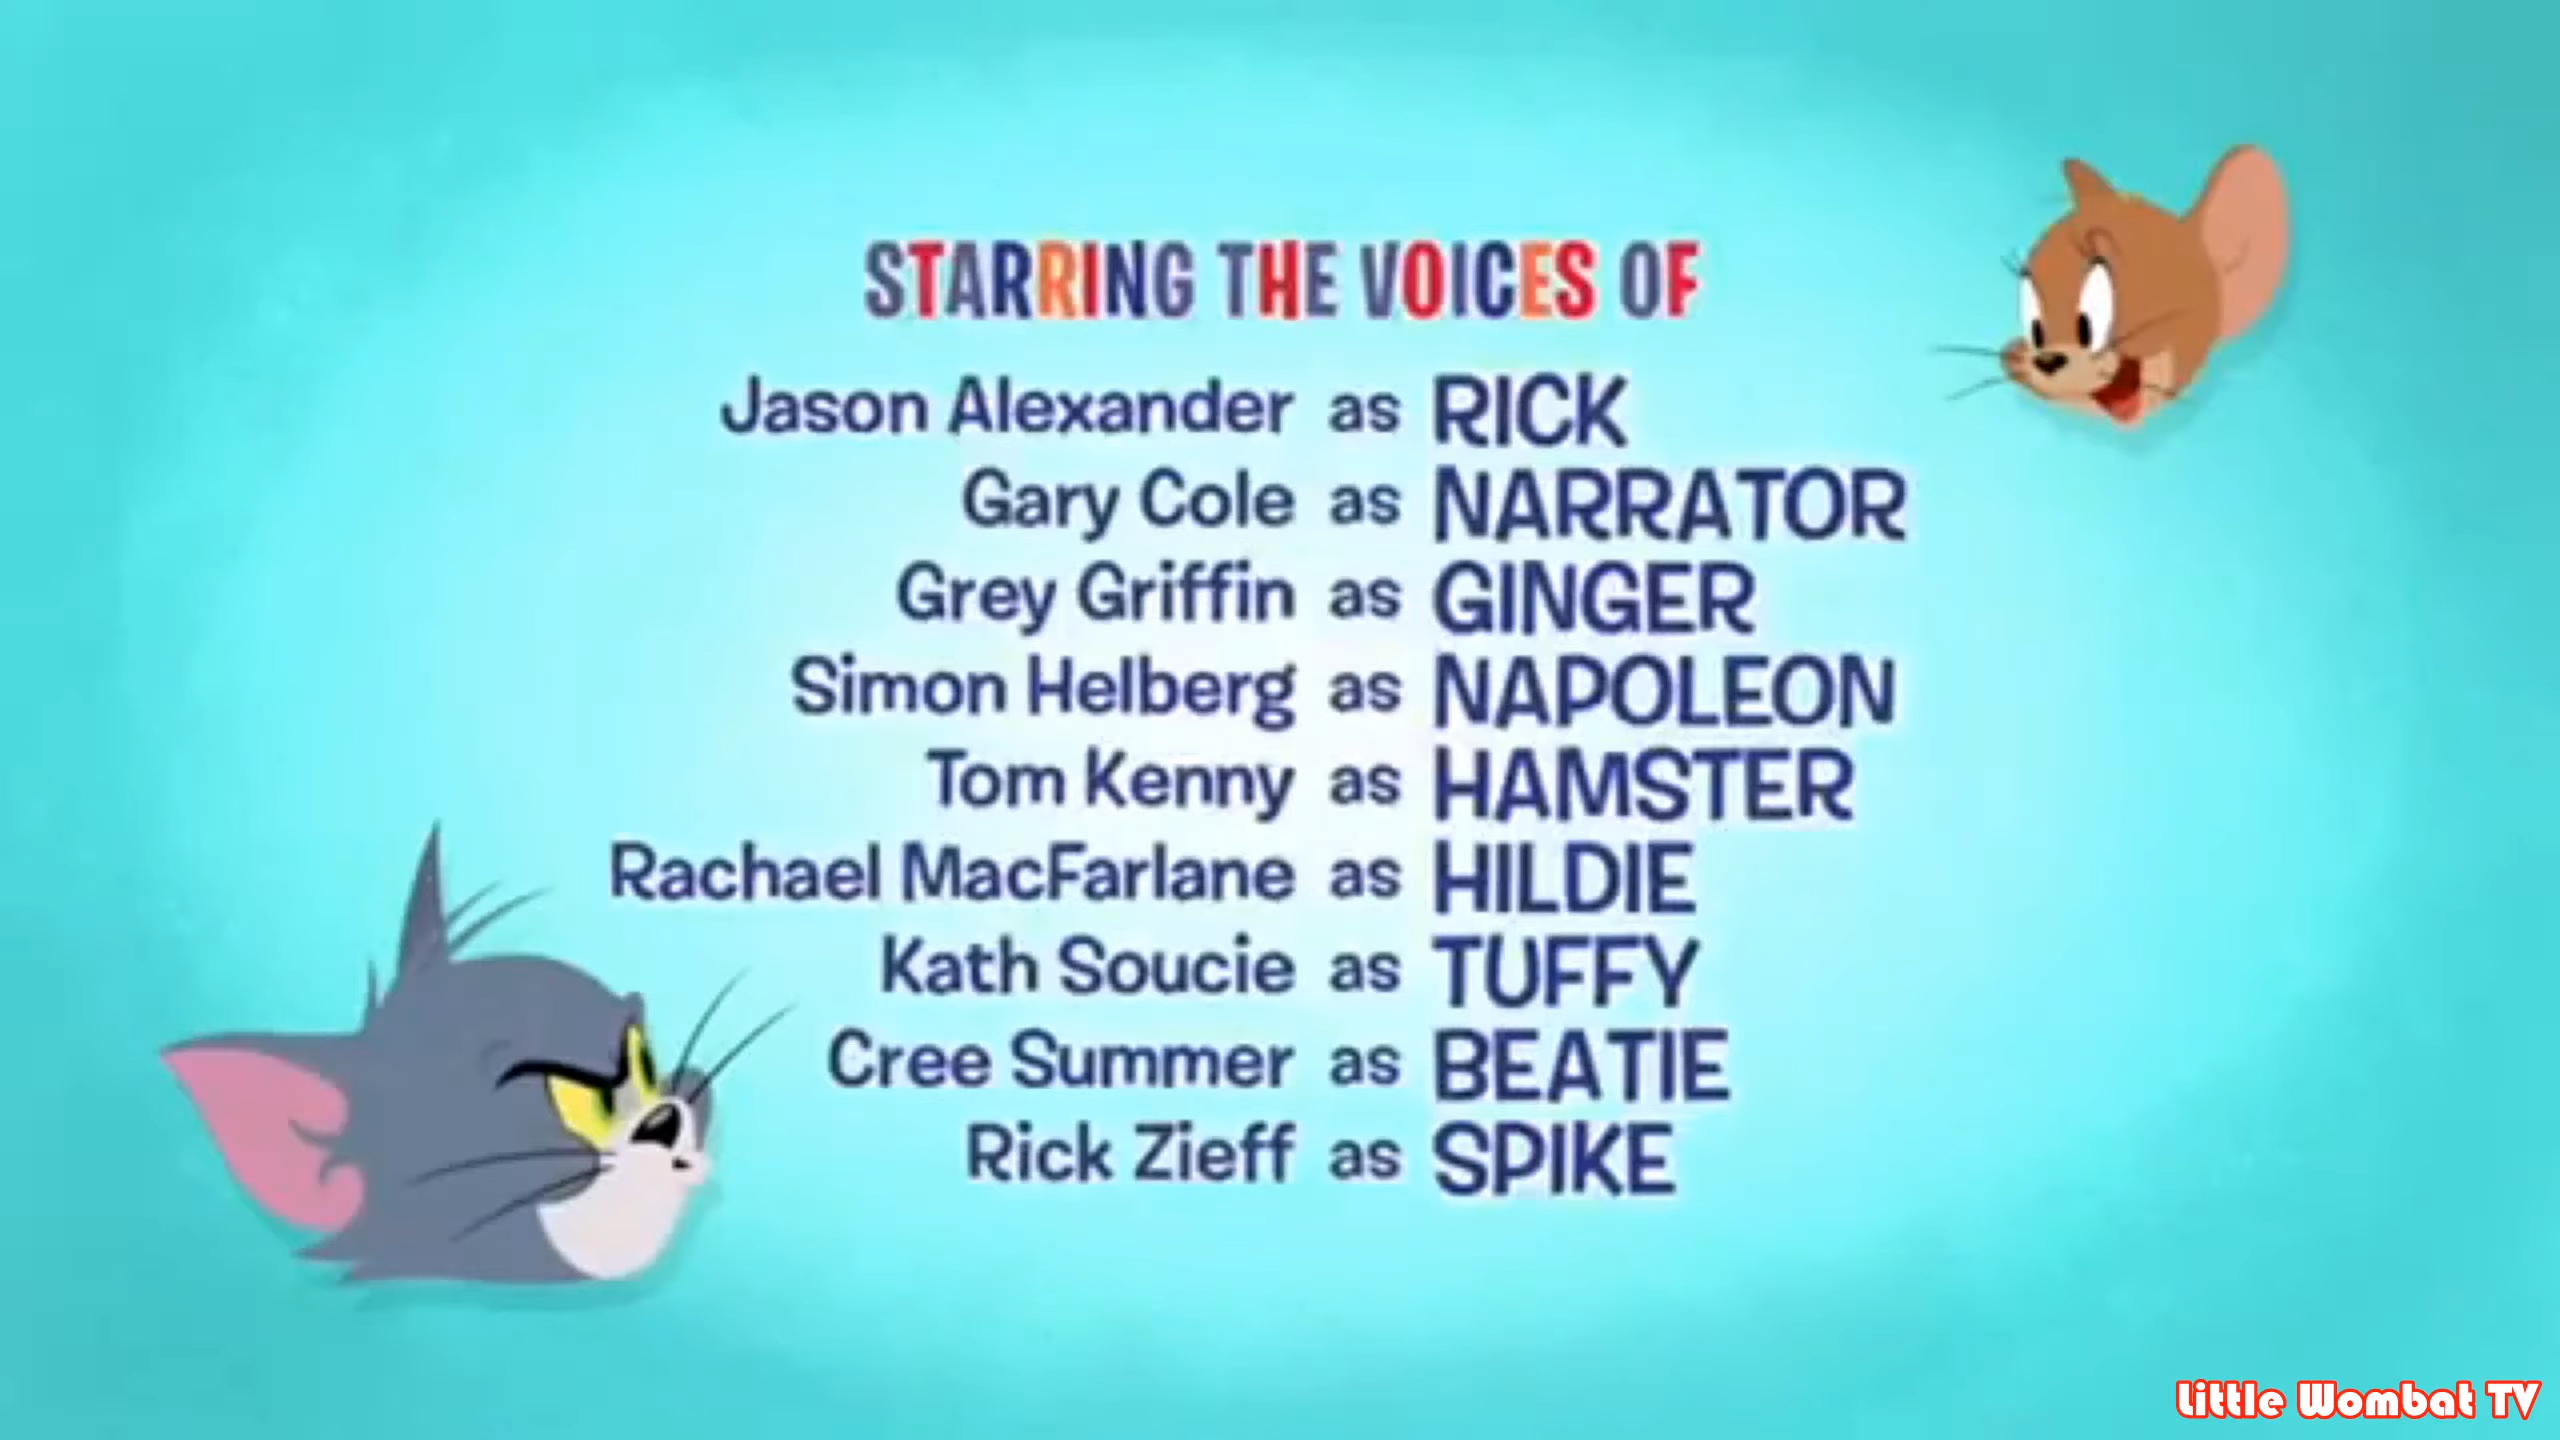 STARRING THE VOICES OF
Jason Alexander as RICK
Gary Cole as NARRATOR
Grey Griffin as GINGER
Simon Helberg as NAPOLEON
Tom Kenny as HAMSTER
Rachael MacFarlane as HILDIE
Kath Soucie as TUFFY
Cree Summer as BEATIE
Rick Zieff as SPIKE
Little Wombat TV